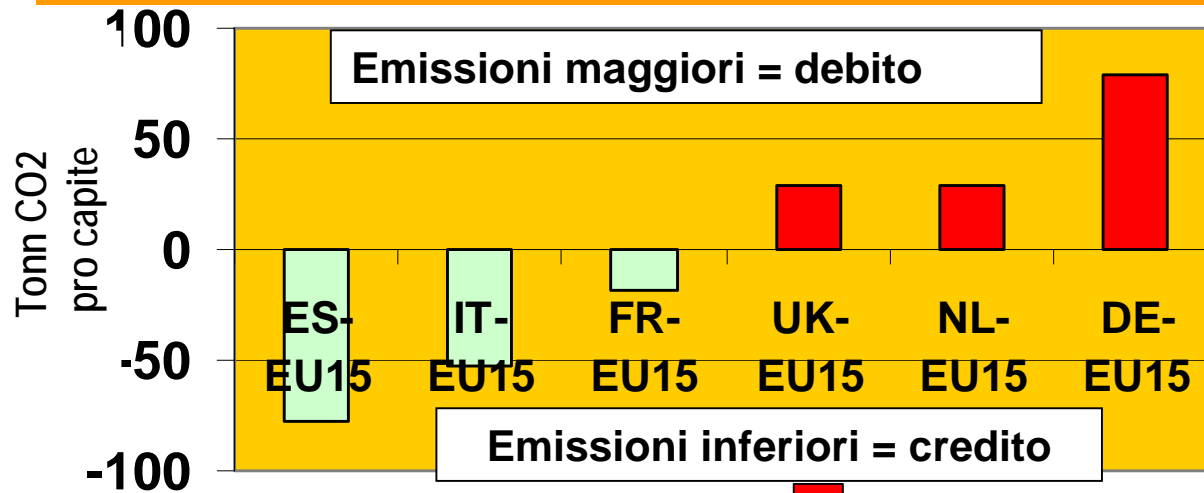 100
Emissioni maggiori = debito
50
0
-50
-100
Tonn CO2
pro capite
ES-
EU15
IT-
EU15
FR-
EU15
UK-
EU15
NL-
EU15
DE-
EU15
Emissioni inferiori = credito